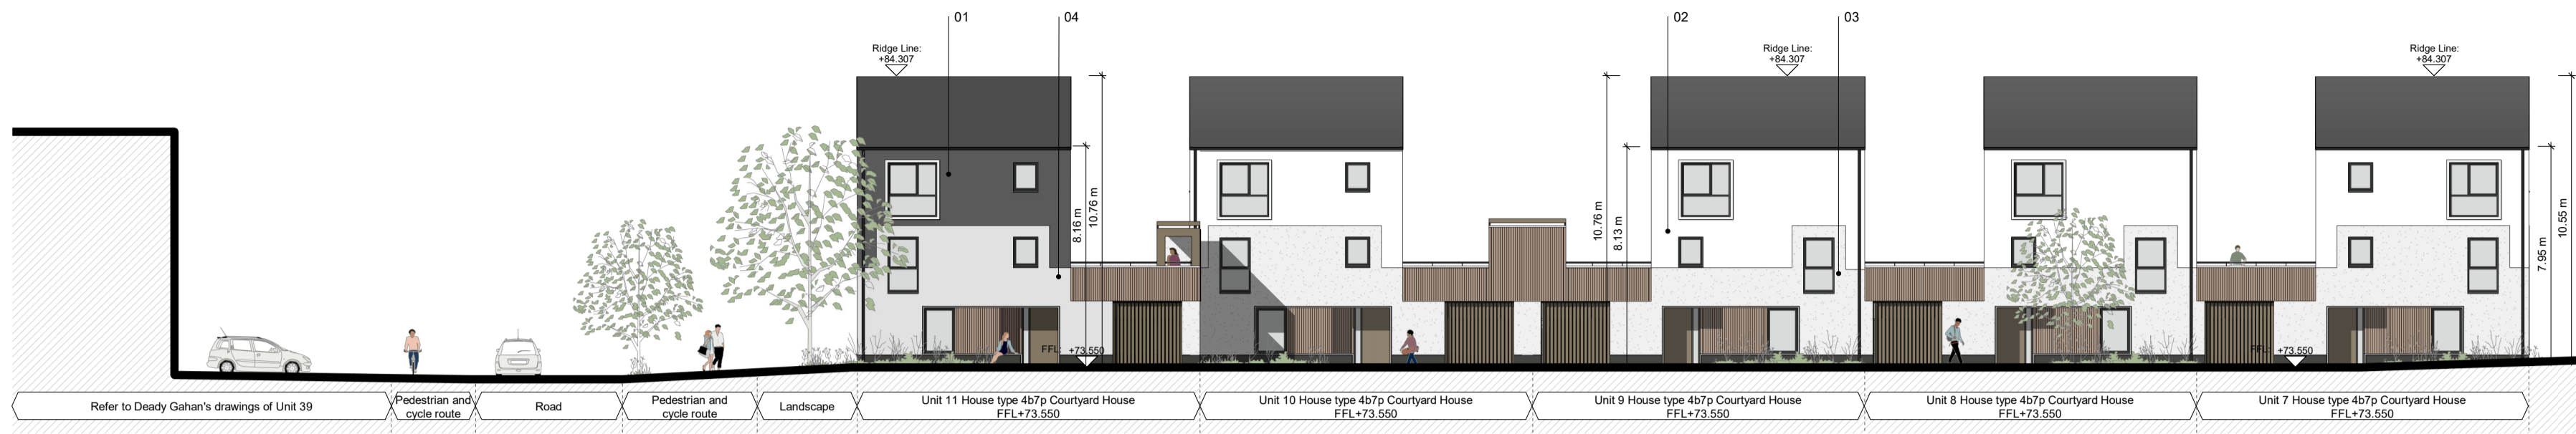 01
04
02
03
Ridge Line:
+84.307
Ridge Line:
+84.307
Ridge Line:
+84.307
8.16 m
10.76 m
10.76 m
8.13 m
7.95 m
10.55 m
FFL: +73.550
FFL: +73.550
Refer to Deady Gahan's drawings of Unit 39
Pedestrian and
cycle route
Road
Pedestrian and
cycle route
Landscape
Unit 11 House type 4b7p Courtyard House
FFL+73.550
Unit 10 House type 4b7p Courtyard House
FFL+73.550
Unit 9 House type 4b7p Courtyard House
FFL+73.550
Unit 8 House type 4b7p Courtyard House
FFL+73.550
Unit 7 House type 4b7p Courtyard House
FFL+73.550